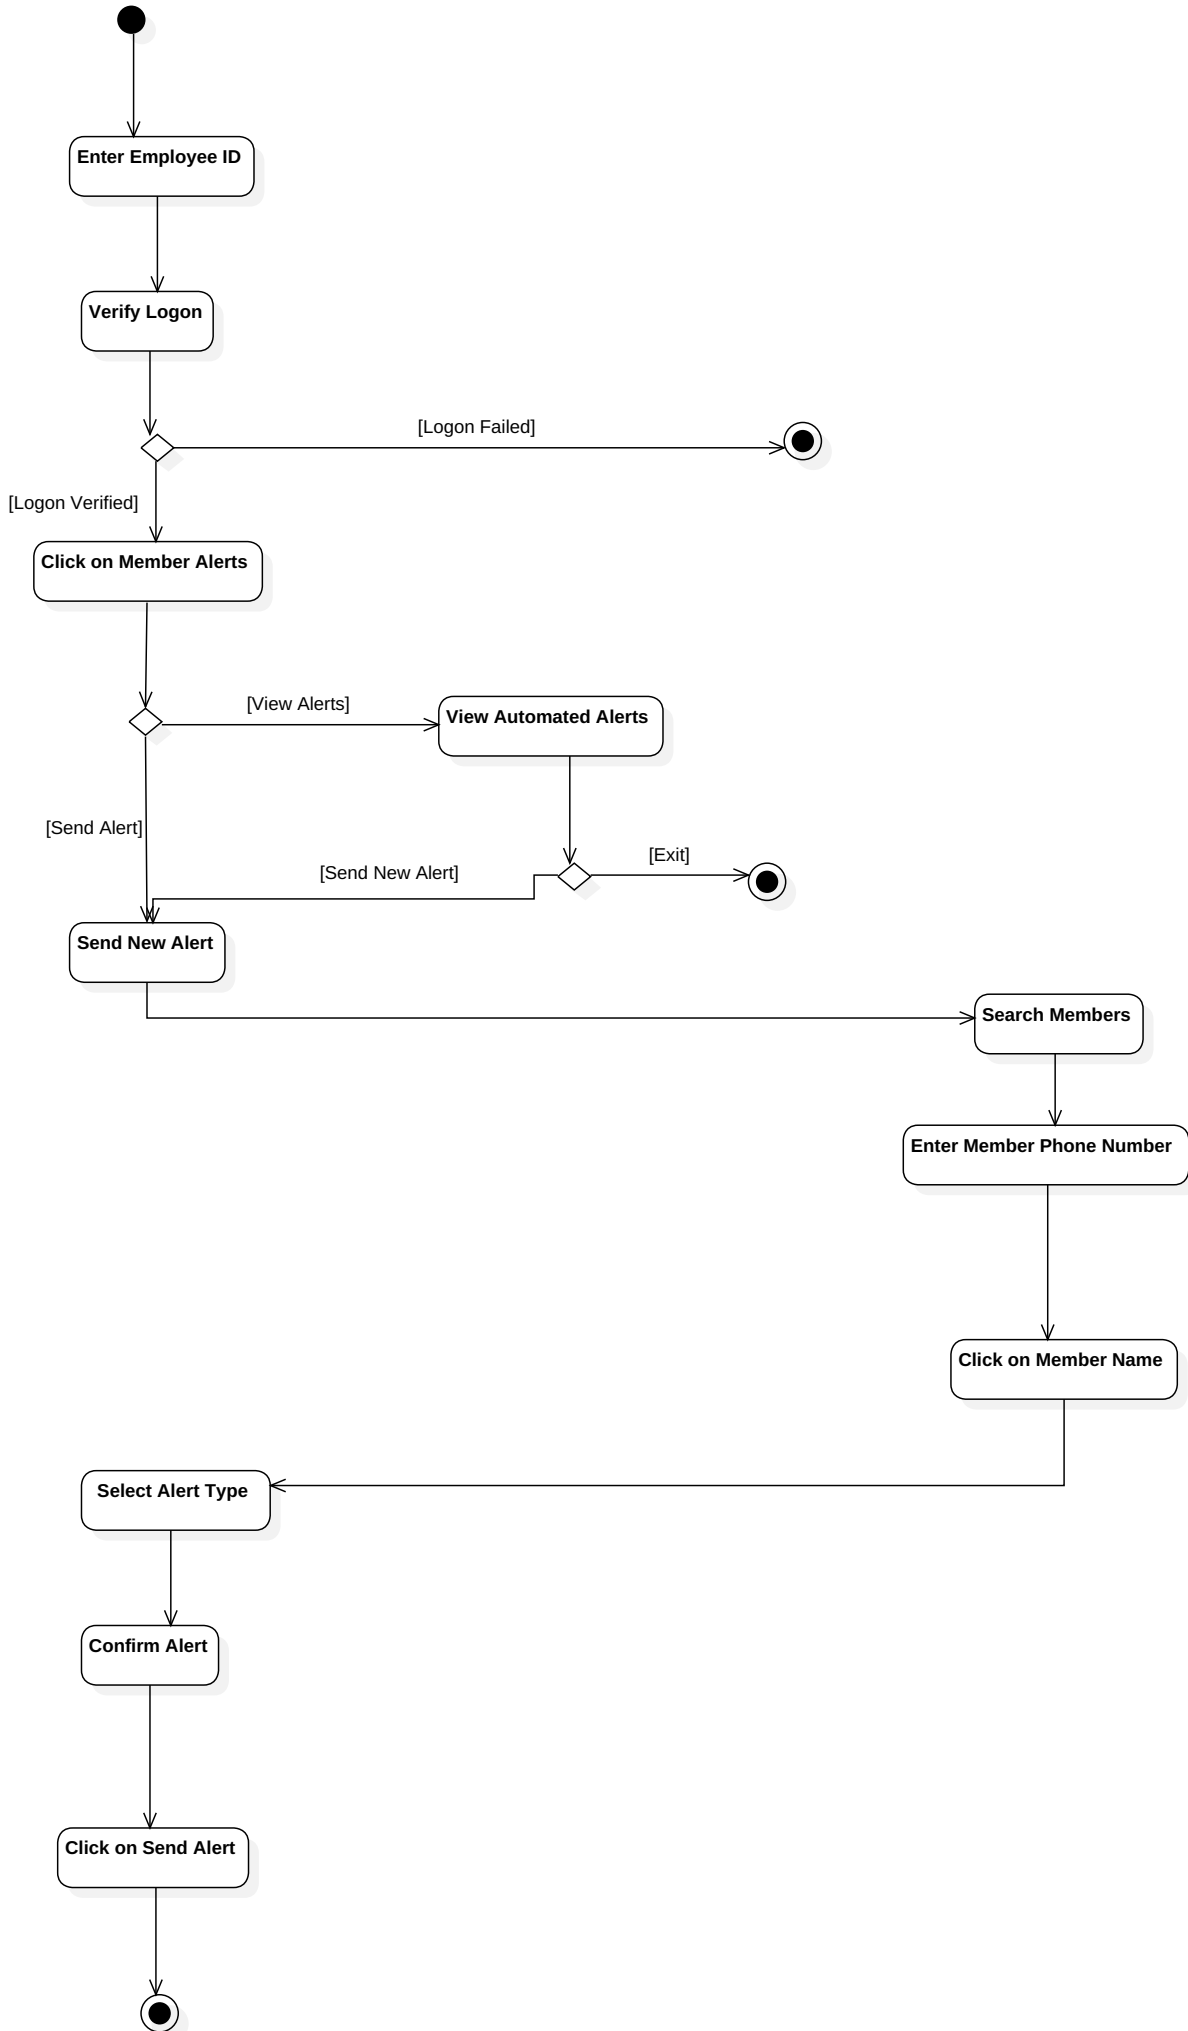 Enter Employee ID
Verify Logon
[Logon Failed]
[Logon Verified]
Click on Member Alerts
[View Alerts]
View Automated Alerts
[Send Alert]
[Send New Alert]
[Exit]
Send New Alert
Search Members
Enter Member Phone Number
Click on Member Name
Select Alert Type
Confirm Alert
Click on Send Alert